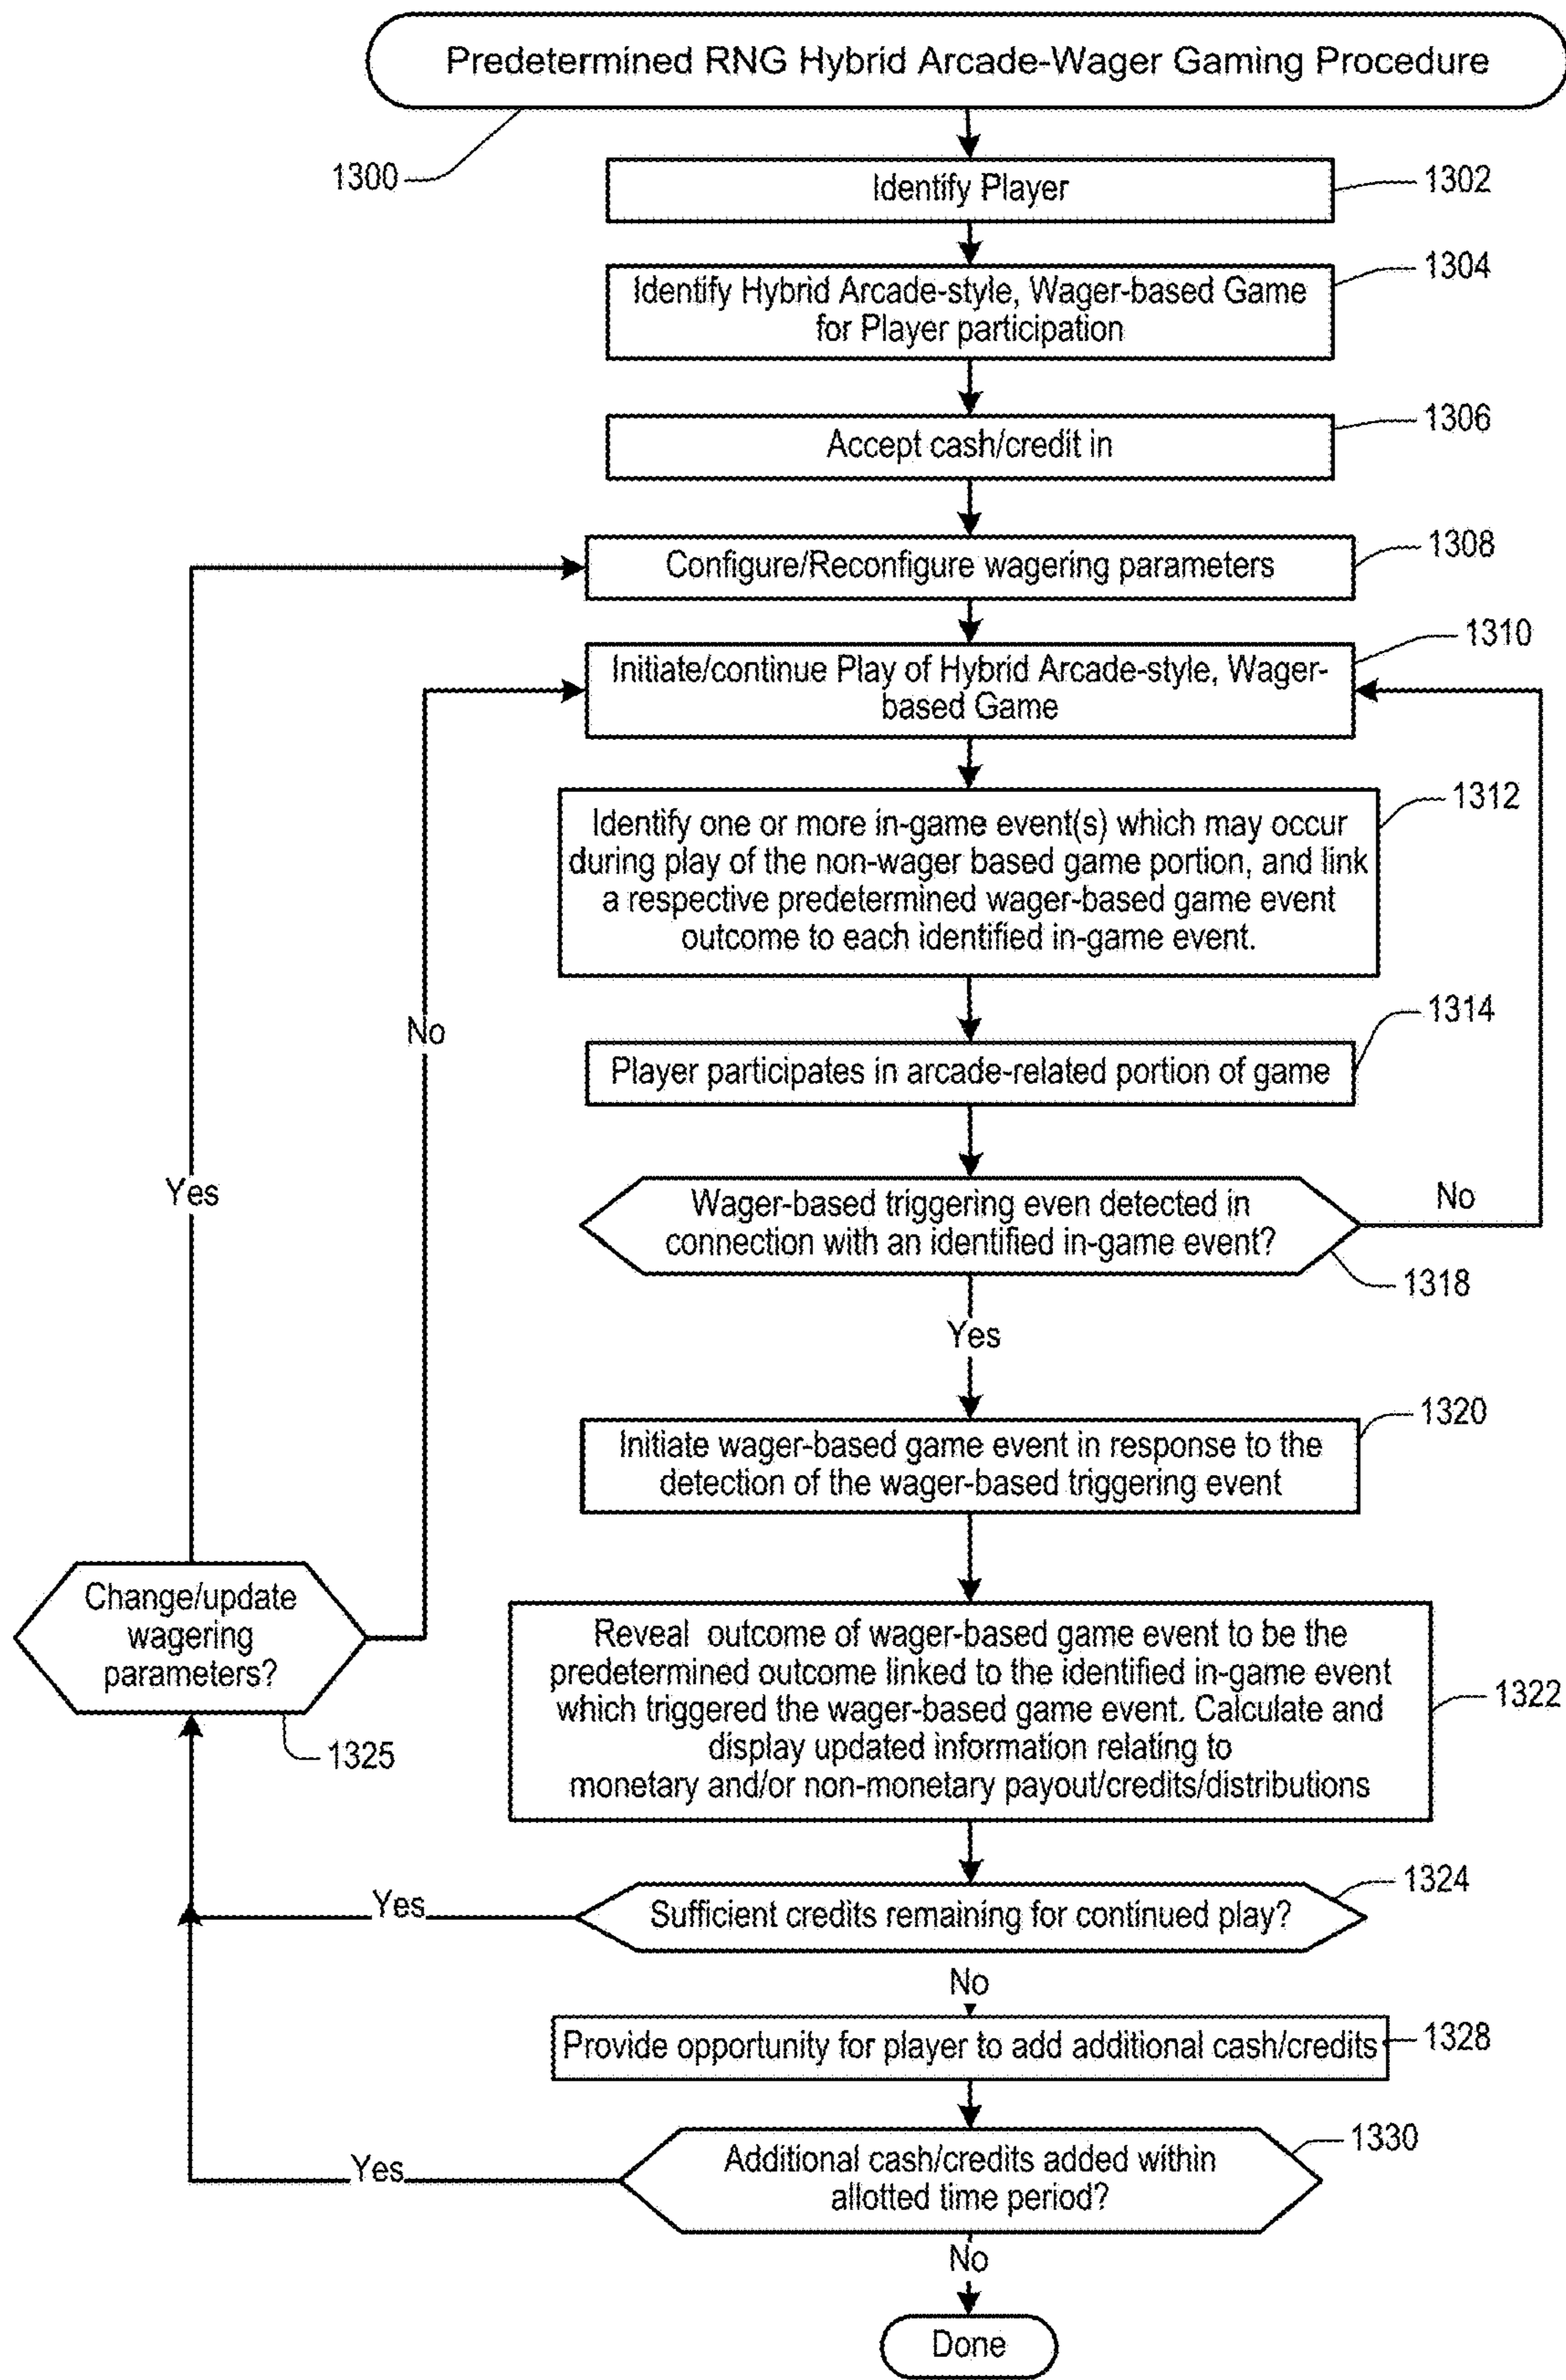 Predetermined RNG Hybrid Arcade-Wager Gaming Procedure
1300
Identify Player
1302
Identify Hybrid Arcade-style, Wager-based Game
for Player participation
1304
Accept cash/credit in
1306
Configure/Reconfigure wagering parameters
1308
Initiate/continue Play of Hybrid Arcade-style, Wager-
based Game
1310
Identify one or more in-game event(s) which may occur
during play of the non-wager based game portion, and link
a respective predetermined wager-based game event
outcome to each identified in-game event.
1312
No
Player participates in arcade-related portion of game
1314
Yes
Wager-based triggering even detected in
connection with an identified in-game event?
No
1318
Yes
Initiate wager-based game event in response to the
detection of the wager-based triggering event
1320
Change/update
wagering
parameters?
1325
Reveal outcome of wager-based game event to be the
predetermined outcome linked to the identified in-game event
which triggered the wager-based game event. Calculate and
display updated information relating to
monetary and/or non-monetary payout/credits/distributions
1322
Yes
Sufficient credits remaining for continued play?
1324
No
Provide opportunity for player to add additional cash/credits
1328
Yes
Additional cash/credits added within
allotted time period?
1330
No
Done